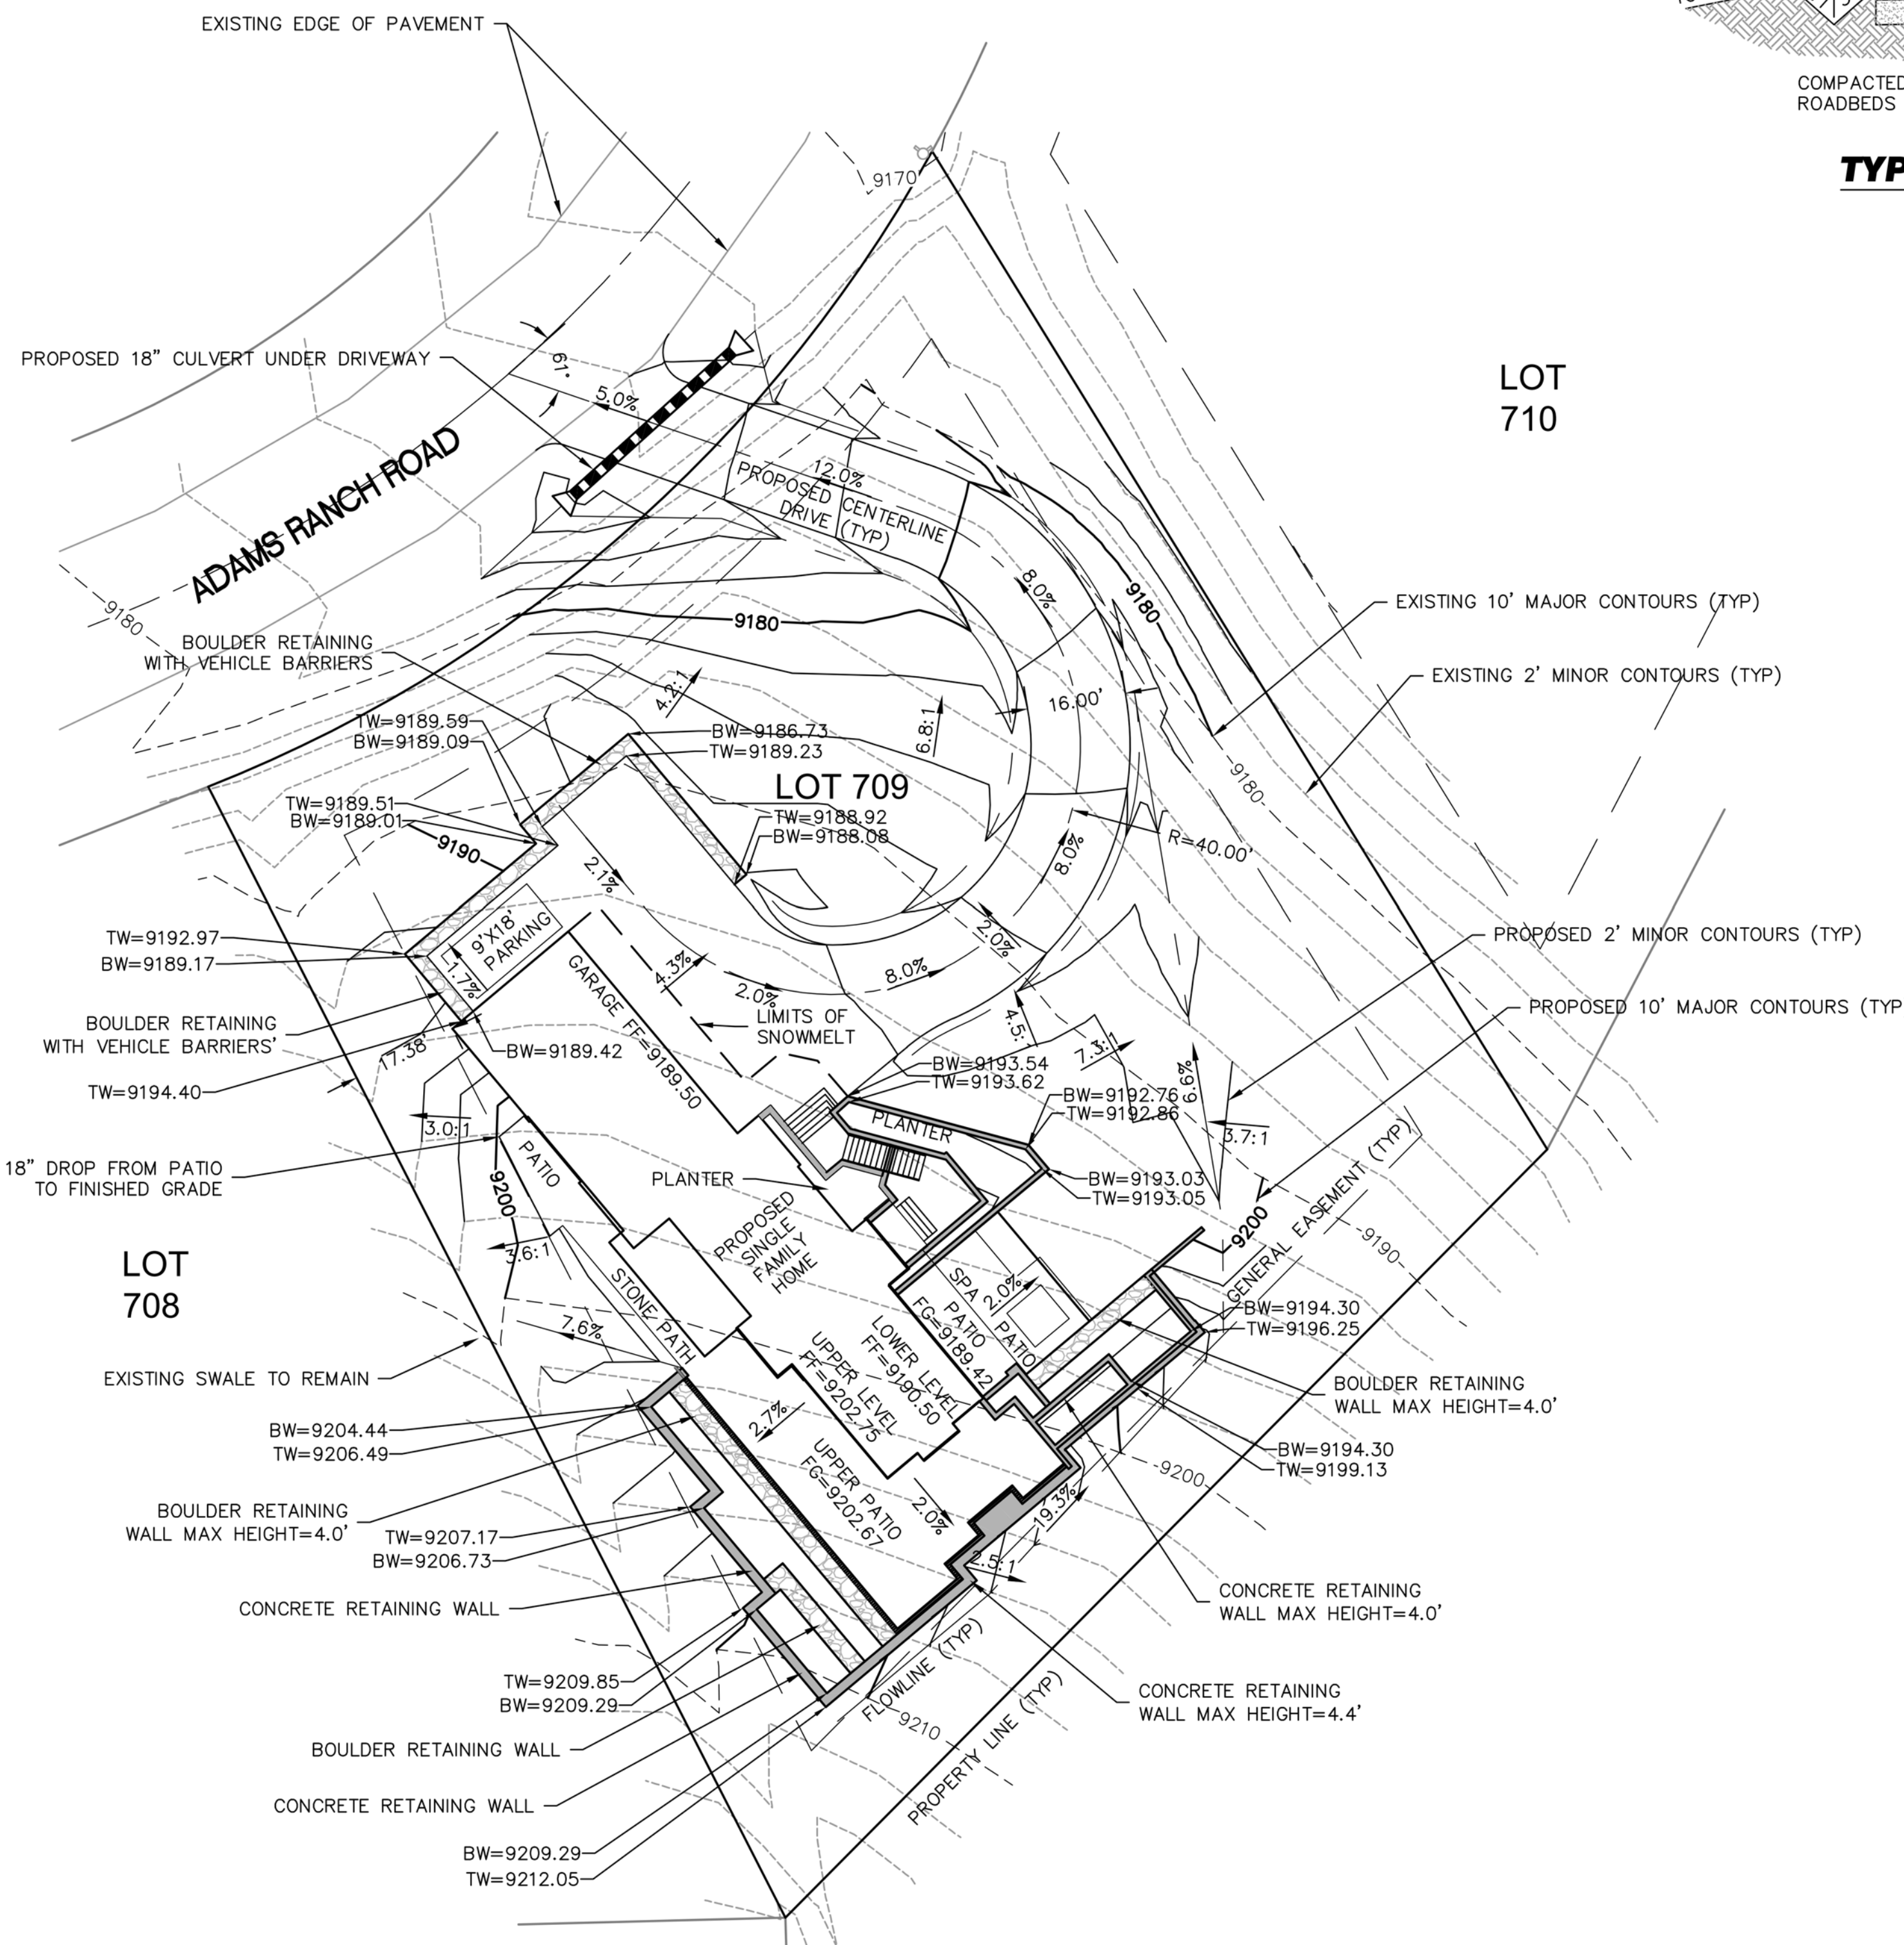 EXISTING EDGE OF PAVEMENT
COMPACTED
ROADBEDS
TYP
9170
PROPOSED 18" CULVERT UNDER DRIVEWAY
61°
5.0%
LOT
710
ADAMS RANCH ROAD
12.0%
PROPOSED CENTERLINE
DRIVE (TYP)
8.0%
9180
9180
9180
EXISTING 10' MAJOR CONTOURS (TYP)
BOULDER RETAINING
WITH VEHICLE BARRIERS
EXISTING 2' MINOR CONTOURS (TYP)
4.2:1
6.8:1
16.00'
TW=9189.59
BW=9189.09
BW=9186.73
TW=9189.23
9180
LOT 709
TW=9189.51
BW=9189.01
TW=9188.92
BW=9188.08
9190
R=40.00'
8.0%
2.1%
9'X18'
PARKING
1.7%
TW=9192.97
BW=9189.17
2.0%
PROPOSED 2' MINOR CONTOURS (TYP)
GARAGE FF=9189.50
4.3%
8.0%
2.0%
PROPOSED 10' MAJOR CONTOURS (TYP
LIMITS OF
SNOWMELT
4.5:
BOULDER RETAINING
WITH VEHICLE BARRIERS'
17.38'
BW=9189.42
7.3:1
BW=9193.54
TW=9193.62
6.6%
TW=9194.40
BW=9192.76
TW=9192.86
3.0:1
PLANTER
3.7:1
18" DROP FROM PATIO
TO FINISHED GRADE
PATIO
9200
PLANTER
BW=9193.03
TW=9193.05
GENERAL EASEMENT (TYP)
PROPOSED
SINGLE
FAMILY
HOME
9200
9190
3.6:1
LOT
708
STONE PATH
SPA PATIO
2.0%
PATIO
FG=9189.42
BW=9194.30
TW=9196.25
7.6%
LOWER LEVEL
FF=9190.50
UPPER LEVEL
FF=9202.75
EXISTING SWALE TO REMAIN
BOULDER RETAINING
WALL MAX HEIGHT=4.0'
2.7%
BW=9204.44
TW=9206.49
UPPER PATIO
FG=9202.67
BW=9194.30
TW=9199.13
9200
BOULDER RETAINING
WALL MAX HEIGHT=4.0'
2.0%
19.3%
TW=9207.17
BW=9206.73
2.5:1
CONCRETE RETAINING WALL
CONCRETE RETAINING
WALL MAX HEIGHT=4.0'
FLOWLINE (TYP)
TW=9209.85
BW=9209.29
CONCRETE RETAINING
WALL MAX HEIGHT=4.4'
9210
PROPERTY LINE (TYP)
BOULDER RETAINING WALL
CONCRETE RETAINING WALL
BW=9209.29
TW=9212.05